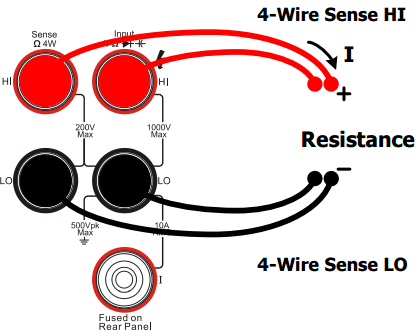 4-Wire Sense HI
Sense
Ω 4W
Input
I
HI
HI
+
200V
Max
1000V
Max
Resistance
LO
LO
−
500Vpk
Max
10A
4-Wire Sense LO
I
Fused on
Rear Panel